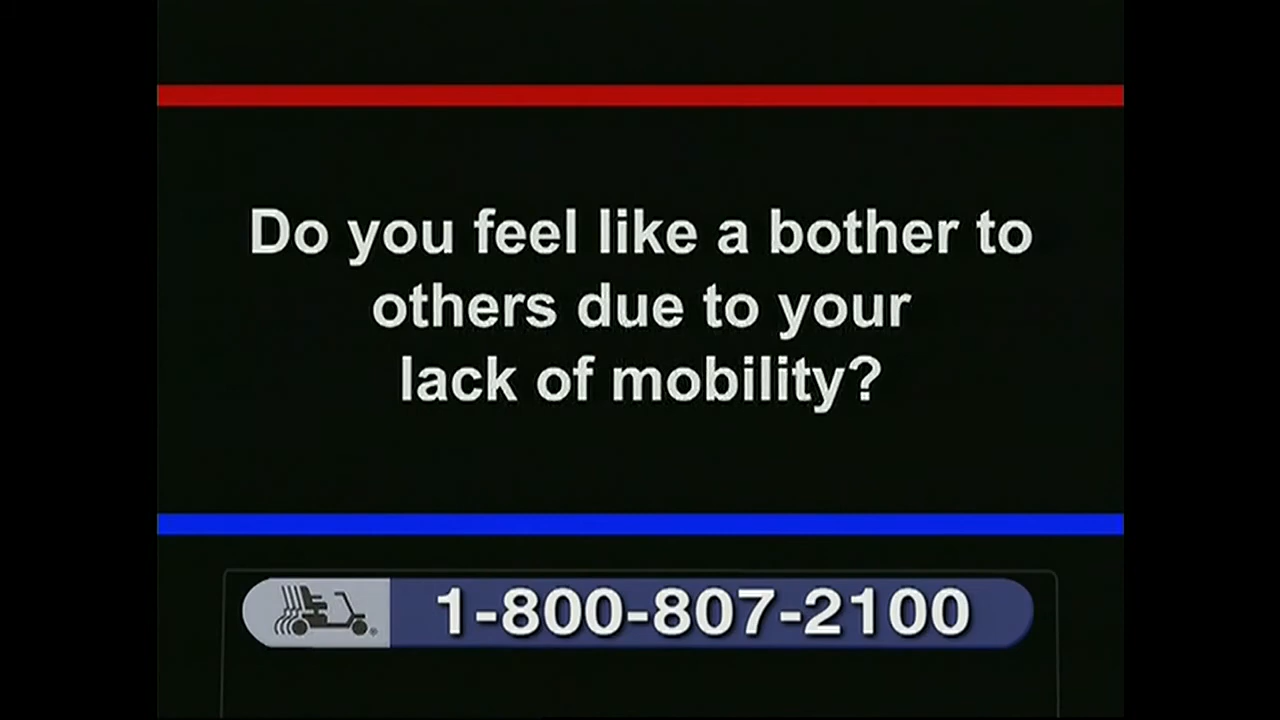 Do you feel like a bother to
others due to your
lack of mobility?
1-800-807-2100